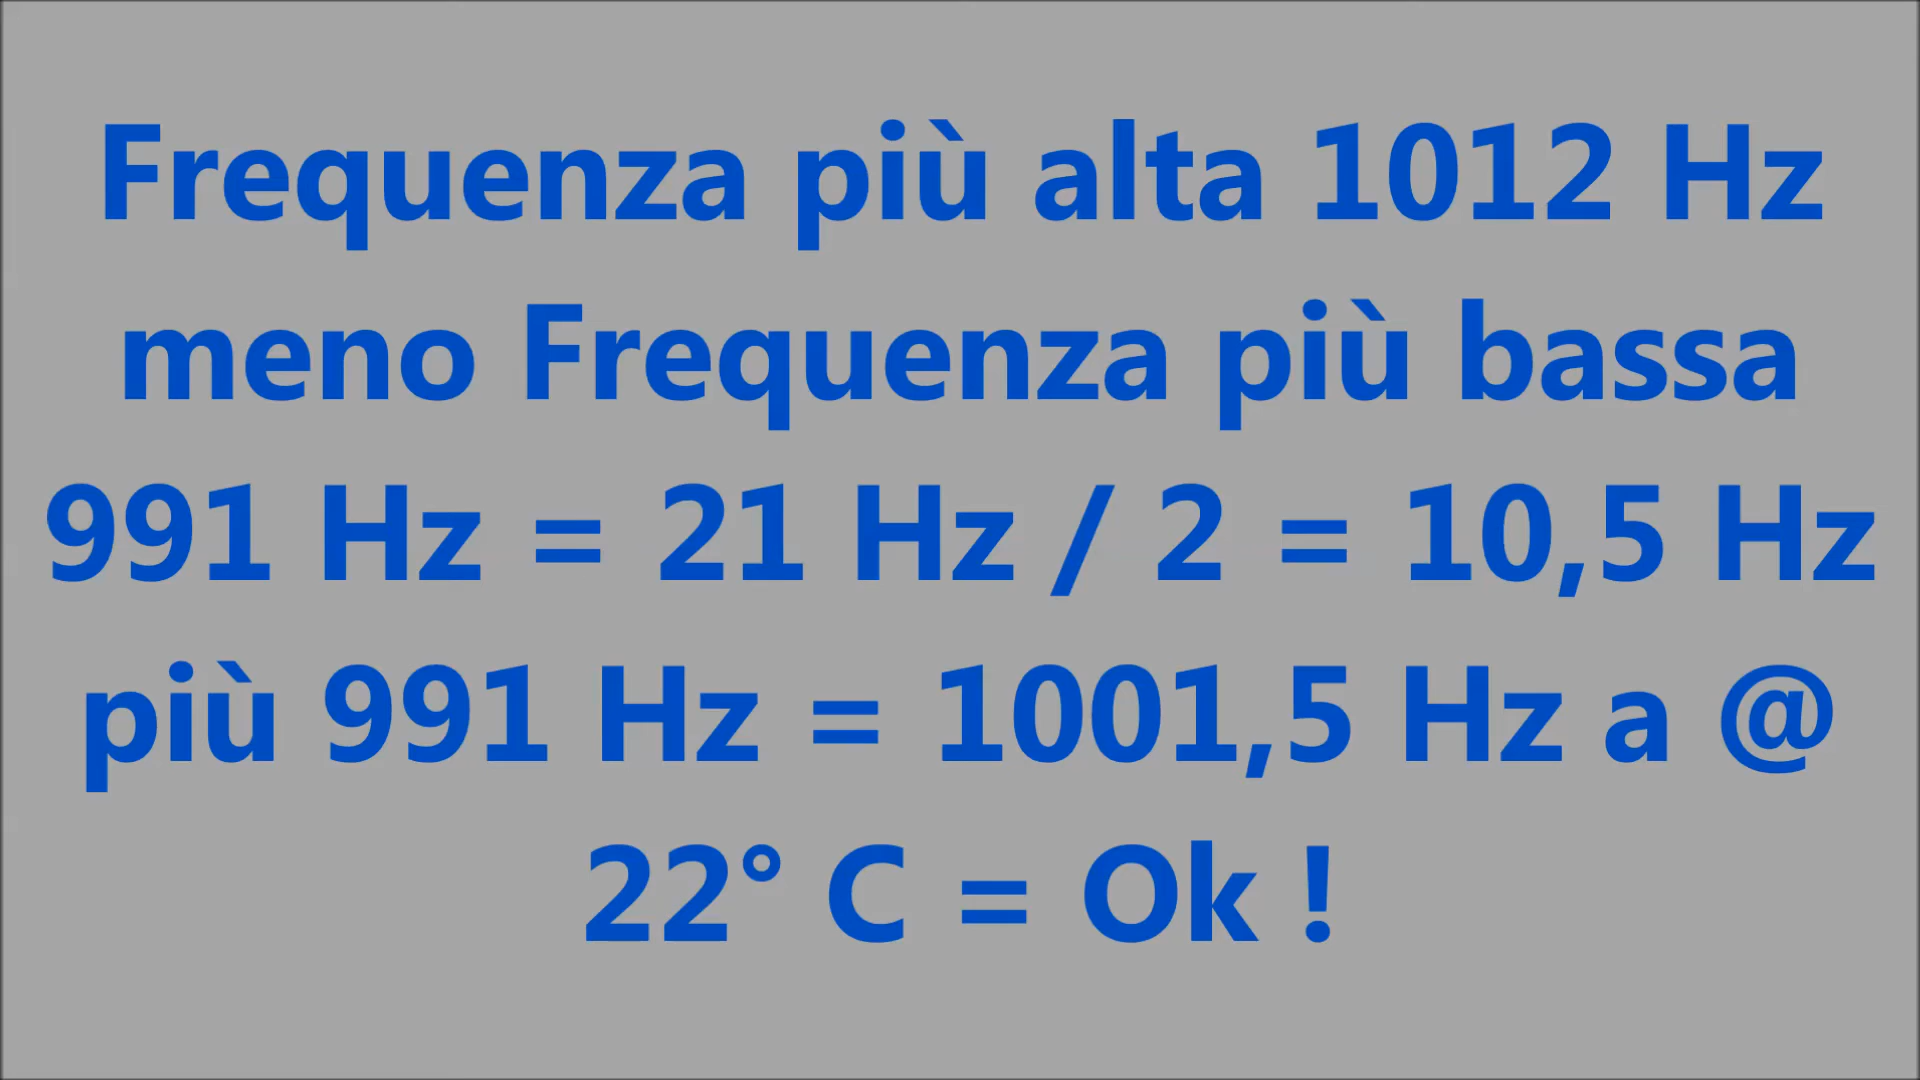 Frequenza più alta 1012 Hz
meno Frequenza più bassa
991 Hz = 21 Hz / 2 = 10,5 Hz
più 991 Hz = 1001,5 Hz a @
22° C = Ok !